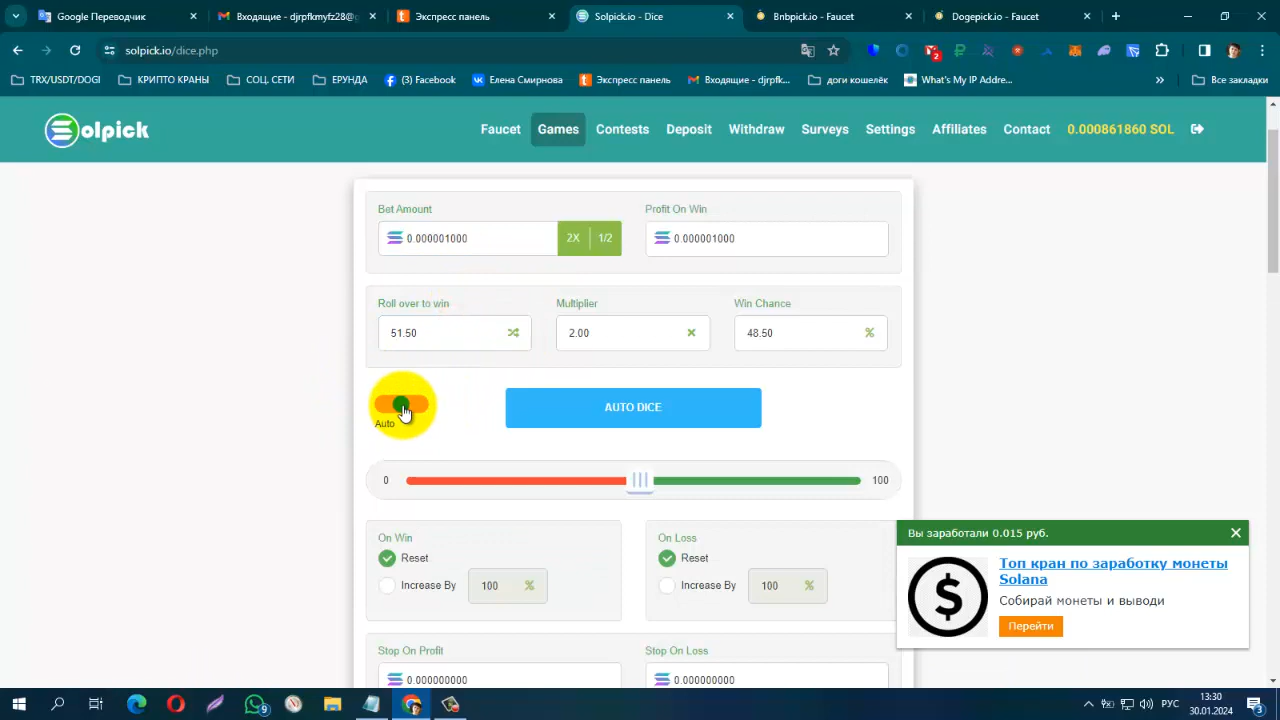 Google Переводчик
Входящие - djrpfkmyfz28@g
Экспресс панель
Solpick.io - Dice
Bnbpick.io - Faucet
Dogepick.io - Faucet
solpick.io/dice.php
2
TRX/USDT/DOGI
КРИПТО КРАНЫ
СОЦ. СЕТИ
ЕРУНДА
(3) Facebook
Елена Смирнова
Экспресс панель
Входящие - djrpfk...
доги кошелёк
What's My IP Addre...
Все закладки
Solpick
Faucet
Games
Contests
Deposit
Withdraw
Surveys
Settings
Affiliates
Contact
0.000861860 SOL
Bet Amount
Profit On Win
0.000001000
2X
1/2
0.000001000
Roll over to win
Multiplier
Win Chance
51.50
2.00
48.50
%
Auto
AUTO DICE
0
100
On Win
On Loss
Reset
Reset
Increase By
100
%
Increase By
100
%
Stop On Profit
Stop On Loss
0.000000000
0.000000000
Вы заработали 0.015 руб.
Топ кран по заработку монеты
Solana
Собирай монеты и выводи
Перейти
9
РУС
13:30
30.01.2024
3